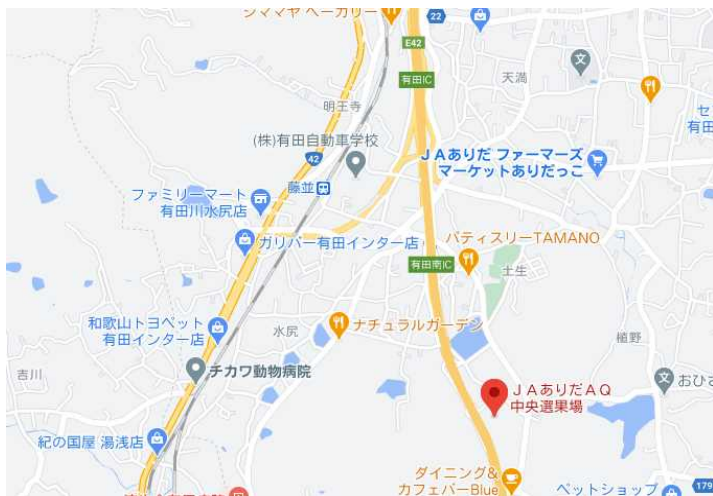 シママヤ ベーカリー
22
E42
有田IC
天満
文
明王寺
(株)有田自動車学校
42
セ
有田
JAありだ ファーマーズ
マーケットありだっこ
藤並
ファミリーマート
有田川水尻店
ガリバー有田インター店
パティスリーTAMANO
有田南IC
土生
和歌山トヨペット
有田インター店
水尻
ナチュラルガーデン
植野
吉川
チカワ動物病院
文
おひさ
JAありだAQ
中央選果場
紀の国屋 湯浅店
ダイニング&
カフェバーBlue
ペットショップ
179